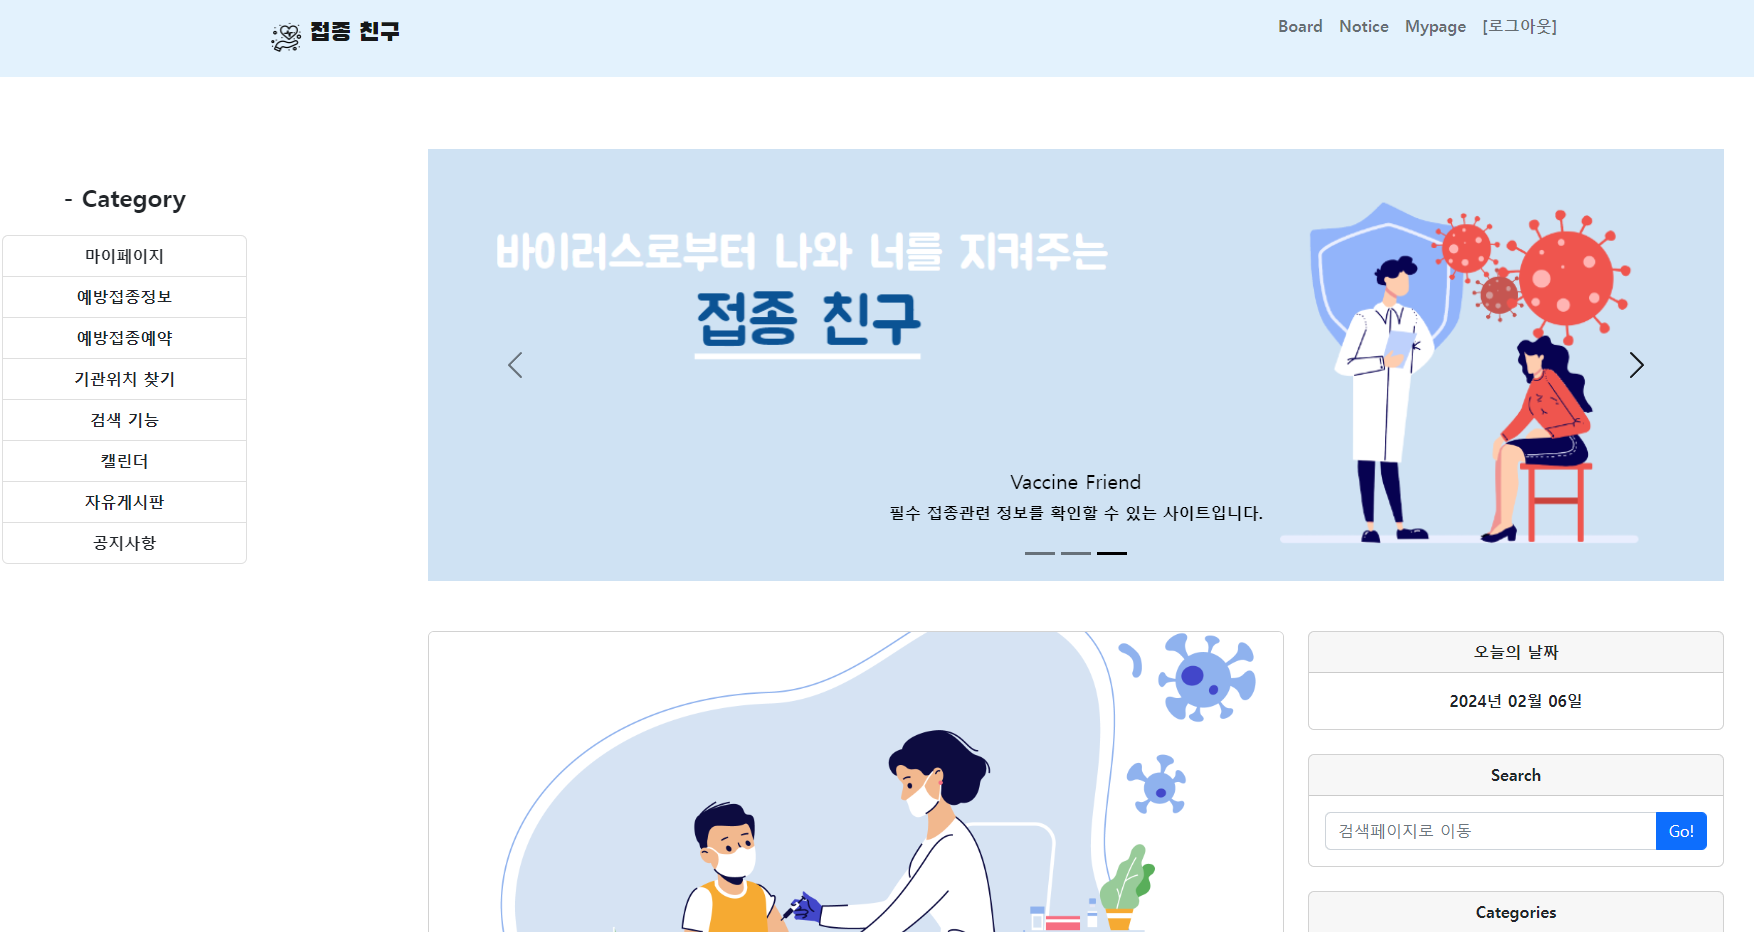 접종 친구
Board Notice Mypage [로그아웃]
- Category
마이페이지
예방접종정보
예방접종예약
기관위치 찾기
검색 기능
캘린더
자유게시판
공지사항
바이러스로부터 나와 너를 지켜주는
접종 친구
Vaccine Friend
필수 접종관련 정보를 확인할 수 있는 사이트입니다.
오늘의 날짜
2024년 02월 06일
Search
검색페이지로 이동
Go!
Categories